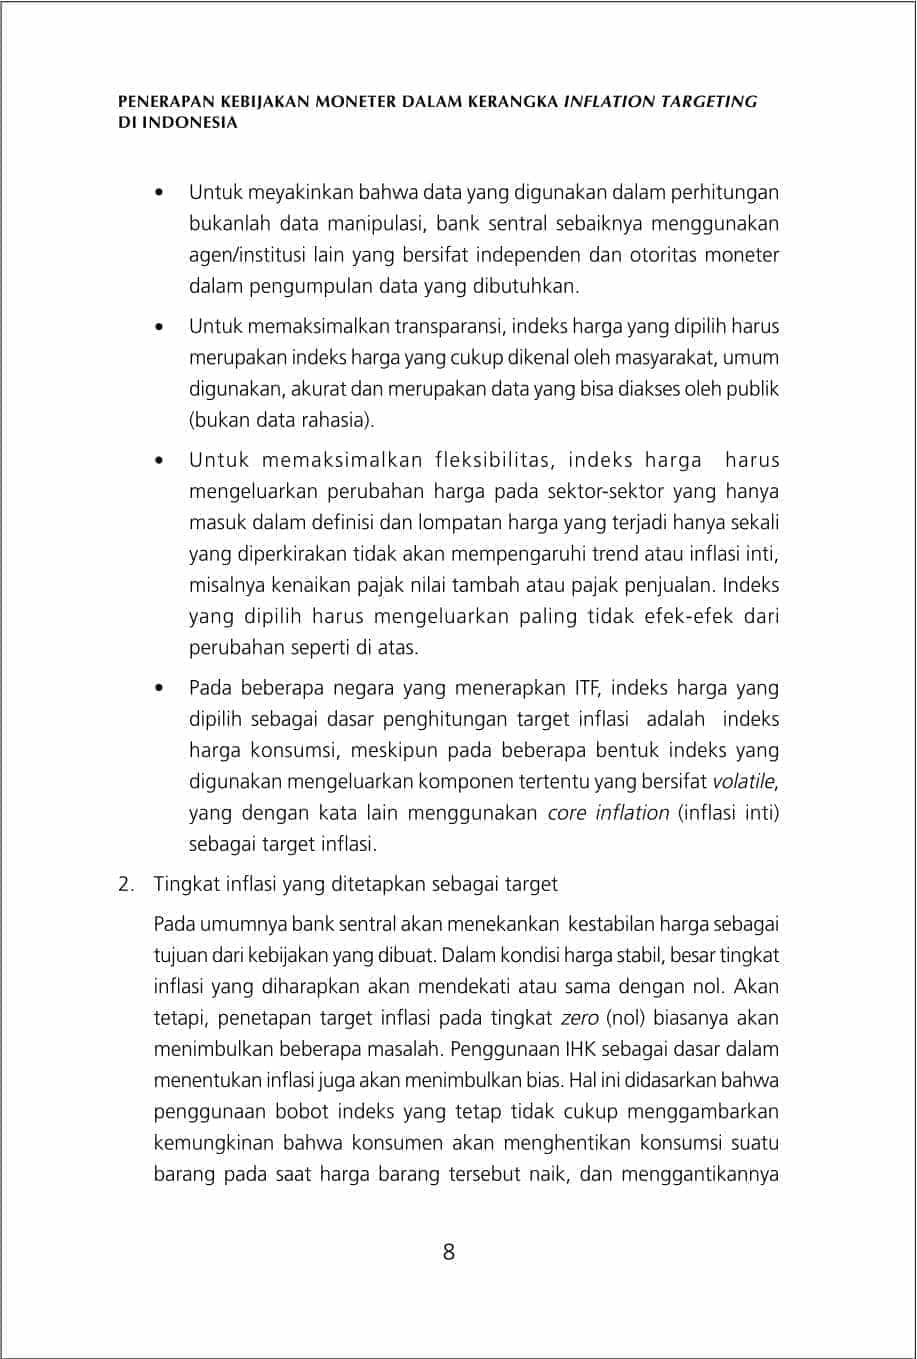 PENERAPAN KEBIJAKAN MONETER DALAM KERANGKA INFLATION TARGETING
DI INDONESIA
• Untuk meyakinkan bahwa data yang digunakan dalam perhitungan
bukanlah data manipulasi, bank sentral sebaiknya menggunakan
agen/institusi lain yang bersifat independen dan otoritas moneter
dalam pengumpulan data yang dibutuhkan.
• Untuk memaksimalkan transparansi, indeks harga yang dipilih harus
merupakan indeks harga yang cukup dikenal oleh masyarakat, umum
digunakan, akurat dan merupakan data yang bisa diakses oleh publik
(bukan data rahasia).
• Untuk memaksimalkan fleksibilitas, indeks harga harus
mengeluarkan perubahan harga pada sektor-sektor yang hanya
masuk dalam definisi dan lompatan harga yang terjadi hanya sekali
yang diperkirakan tidak akan mempengaruhi trend atau inflasi inti,
misalnya kenaikan pajak nilai tambah atau pajak penjualan. Indeks
yang dipilih harus mengeluarkan paling tidak efek-efek dari
perubahan seperti di atas.
• Pada beberapa negara yang menerapkan ITF, indeks harga yang
dipilih sebagai dasar penghitungan target inflasi adalah indeks
harga konsumsi, meskipun pada beberapa bentuk indeks yang
digunakan mengeluarkan komponen tertentu yang bersifat volatile,
yang dengan kata lain menggunakan core inflation (inflasi inti)
sebagai target inflasi.
2. Tingkat inflasi yang ditetapkan sebagai target
Pada umumnya bank sentral akan menekankan kestabilan harga sebagai
tujuan dari kebijakan yang dibuat. Dalam kondisi harga stabil, besar tingkat
inflasi yang diharapkan akan mendekati atau sama dengan nol. Akan
tetapi, penetapan target inflasi pada tingkat zero (nol) biasanya akan
menimbulkan beberapa masalah. Penggunaan IHK sebagai dasar dalam
menentukan inflasi juga akan menimbulkan bias. Hal ini didasarkan bahwa
penggunaan bobot indeks yang tetap tidak cukup menggambarkan
kemungkinan bahwa konsumen akan menghentikan konsumsi suatu
barang pada saat harga barang tersebut naik, dan menggantikannya
8